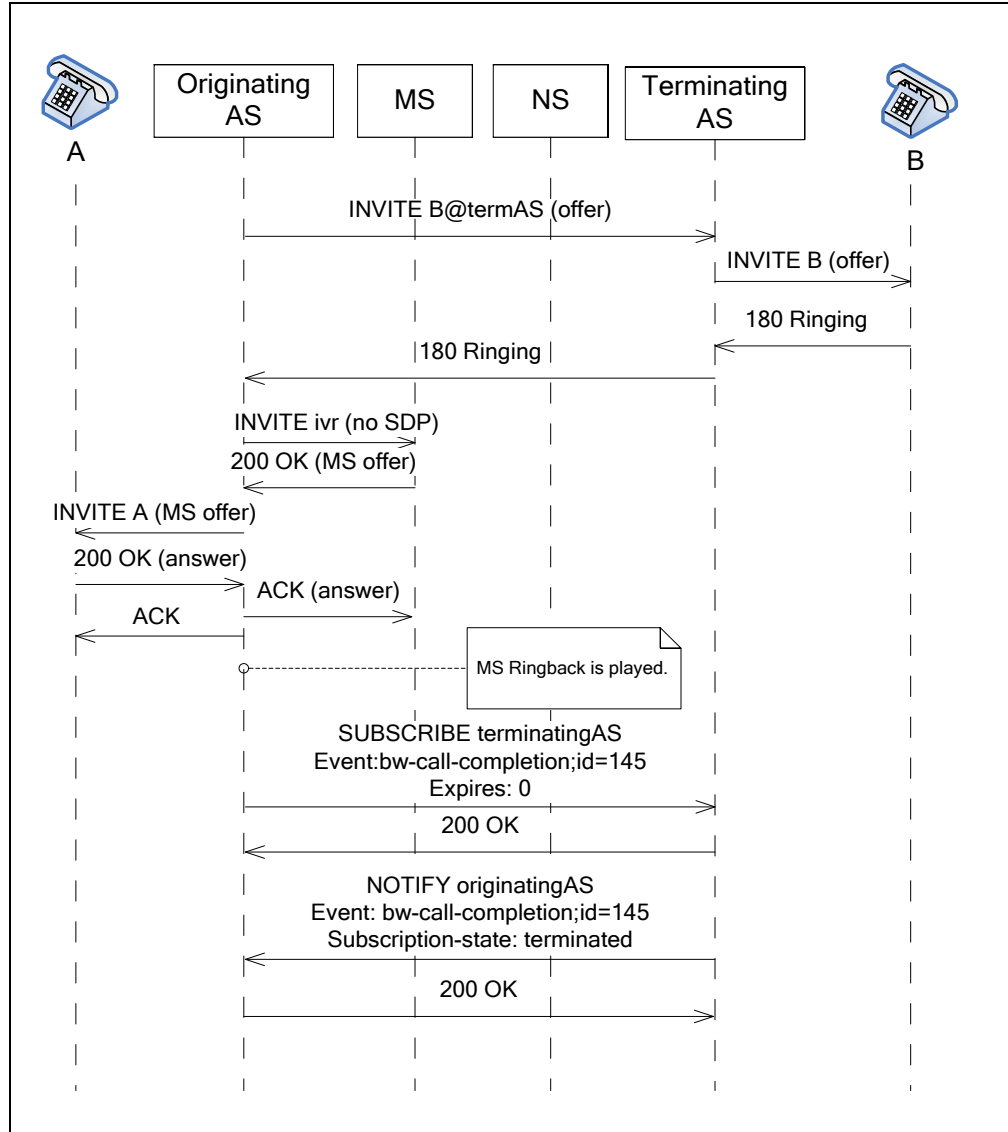 Originating
AS
MS
NS
Terminating
AS
A
B
INVITE B@termAS (offer)
INVITE B (offer)
180 Ringing
180 Ringing
INVITE ivr (no SDP)
200 OK (MS offer)
INVITE A (MS offer)
200 OK (answer)
ACK (answer)
ACK
MS Ringback is played.
SUBSCRIBE terminatingAS
Event:bw-call-completion;id=145
Expires: 0
200 OK
NOTIFY originatingAS
Event: bw-call-completion;id=145
Subscription-state: terminated
200 OK